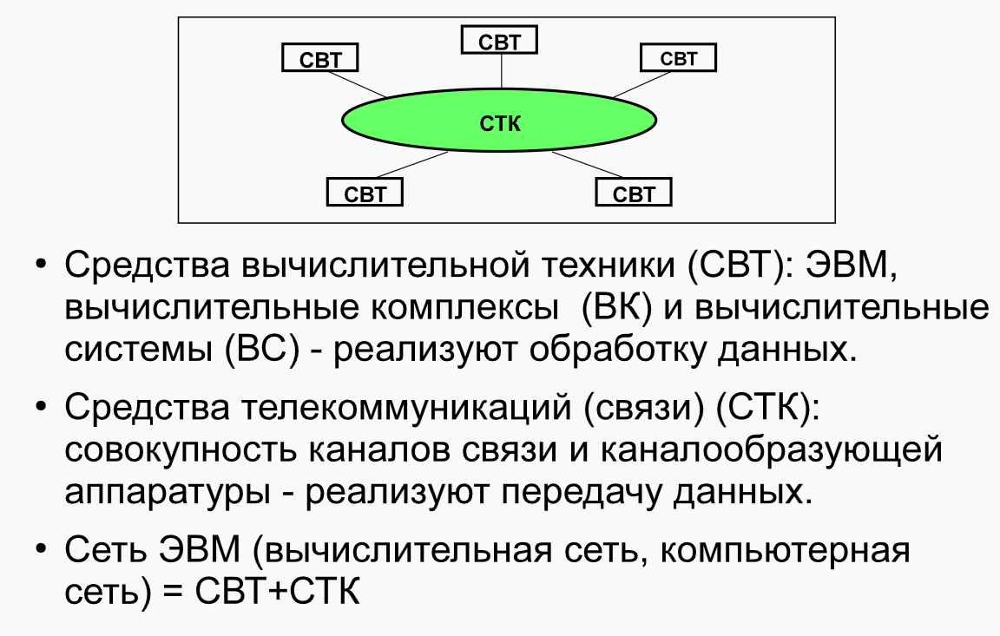 СВТ
СВТ
СВТ
СТК
СВТ
СВТ
• Средства вычислительной техники (СВТ): ЭВМ,
вычислительные комплексы  (ВК) и вычислительные
системы (ВС) - реализуют обработку данных.
• Средства телекоммуникаций (связи) (СТК):
совокупность каналов связи и каналообразующей
аппаратуры - реализуют передачу данных.
• Сеть ЭВМ (вычислительная сеть, компьютерная
сеть) = СВТ+СТК